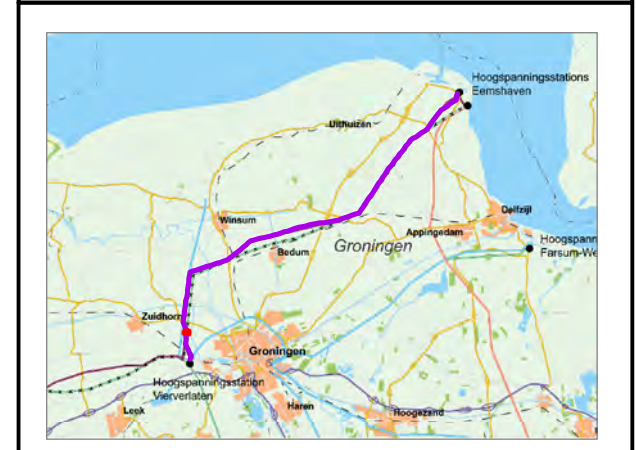 Hoogspanningsstations
Eemshaven
Uithuizen
Delfzijl
Winsum
Appingedam
Groningen
Hoogspann
Farsum-We
Bedum
Zuidhorn
Groningen
Hoogspanningsstation
Vierverlaten
Leek
Haren
Hoogezand